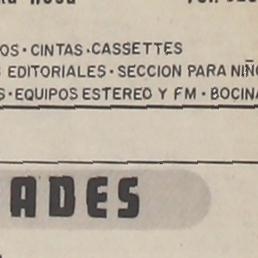 OS · CINTAS · CASSETTES
EDITORIALES · SECCION PARA NIÑ
S · EQUIPOS ESTEREO Y FM · BOCINA
ADES